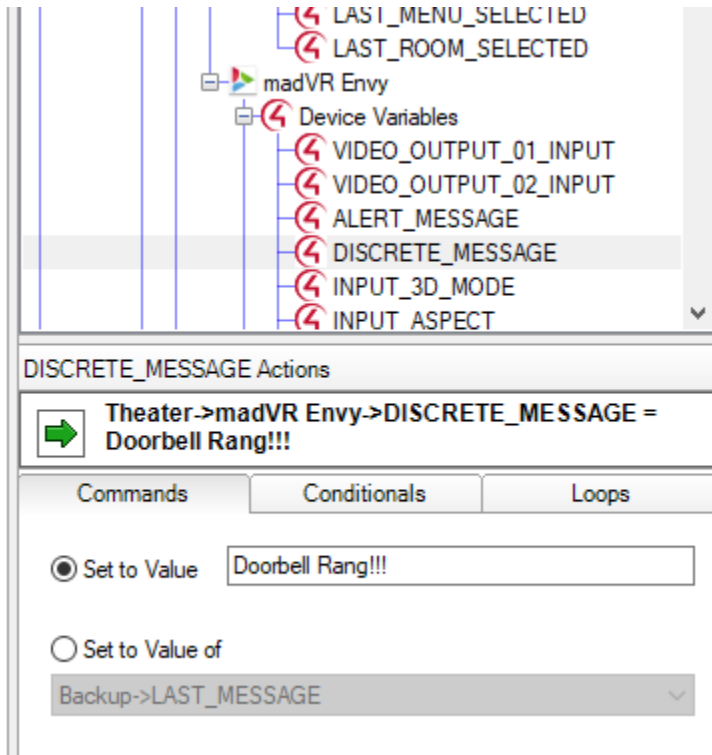 LAST_MENU_SELECTED
LAST_ROOM_SELECTED
madVR Envy
Device Variables
VIDEO_OUTPUT_01_INPUT
VIDEO_OUTPUT_02_INPUT
ALERT_MESSAGE
DISCRETE_MESSAGE
INPUT_3D_MODE
INPUT_ASPECT
DISCRETE_MESSAGE Actions
Theater->madVR Envy->DISCRETE_MESSAGE =
Doorbell Rang!!!
Commands Conditionals Loops
Set to Value Doorbell Rang!!!
Set to Value of
Backup->LAST_MESSAGE